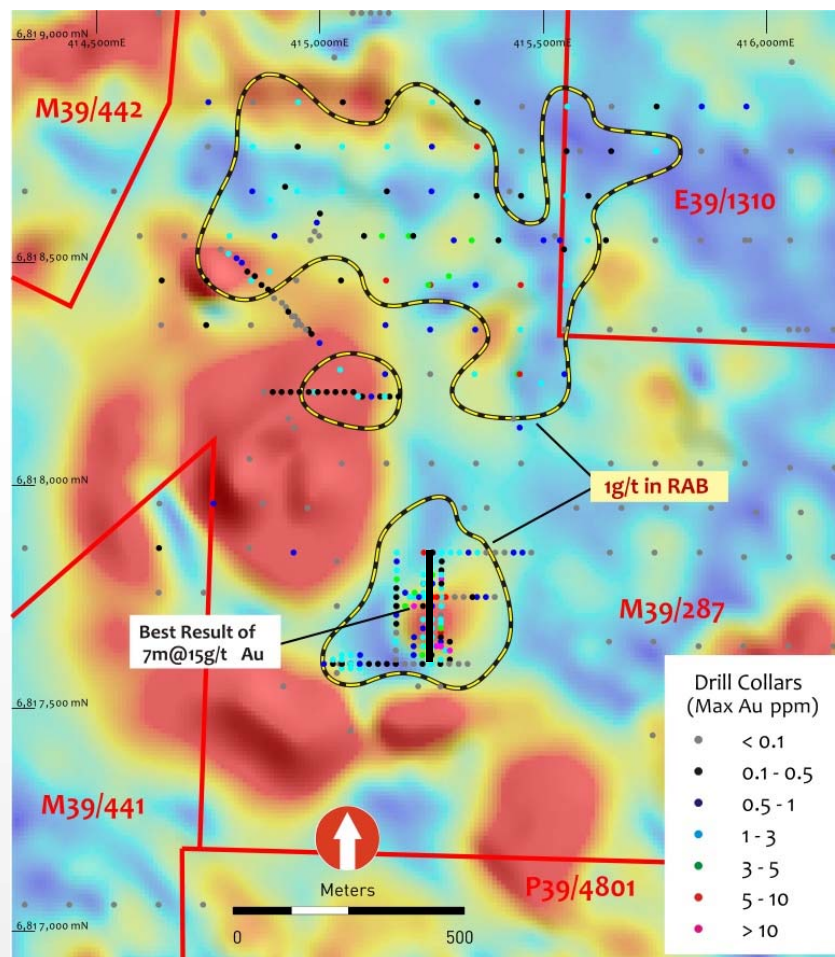 6,819,000 mN
414,500mE
415,000mE
415,500mE
416,000mE
M39/442
E39/1310
6,818,500 mN
6,818,000 mN
1g/t in RAB
Best Result of
7m@15g/t Au
M39/287
6,817,500 mN
M39/441
P39/4801
6,817,000 mN
Meters
0 500
Drill Collars
(Max Au ppm)
< 0.1
0.1 - 0.5
0.5 - 1
1 - 3
3 - 5
5 - 10
> 10